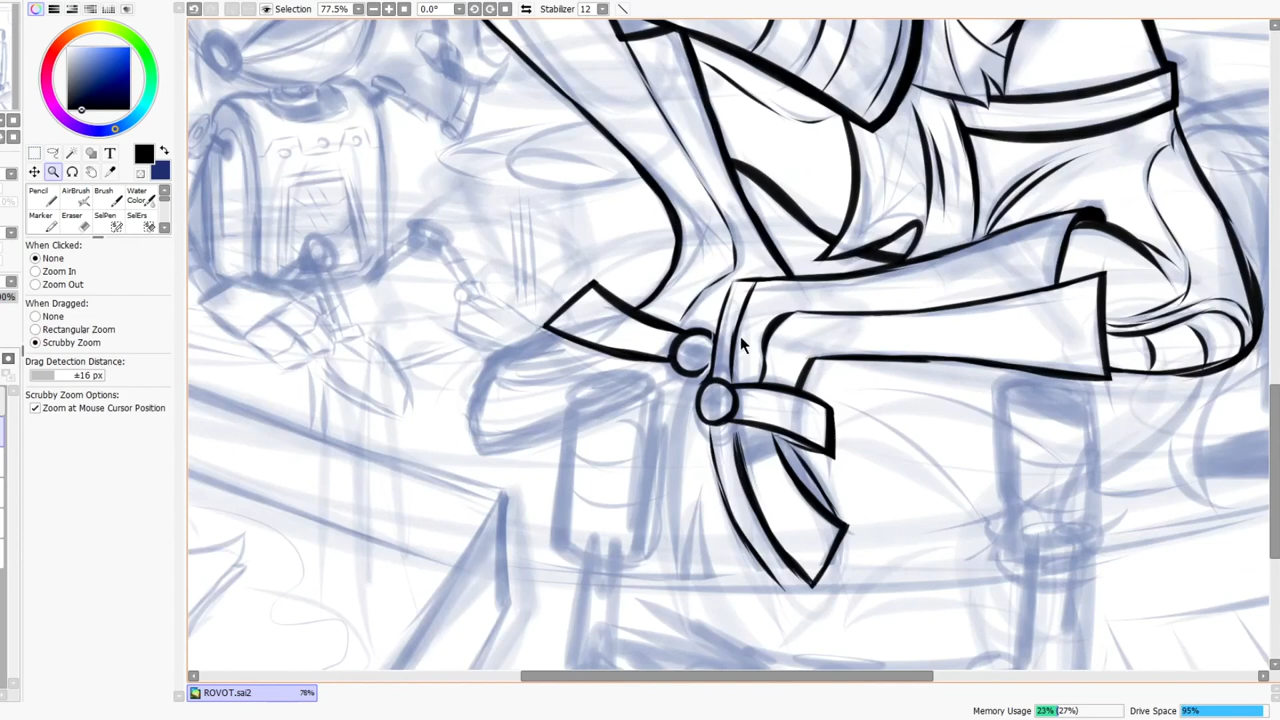 Selection 77.5% 0.0° Stabilizer 12
T
Pencil AirBrush Brush Water Color
Marker Eraser SelPen SelErs
When Clicked:
None
Zoom In
Zoom Out
When Dragged:
None
Rectangular Zoom
Scrubby Zoom
Drag Detection Distance:
±16 px
Scrubby Zoom Options:
Zoom at Mouse Cursor Position
ROVOT.sai2 78%
Memory Usage 23% (27%) Drive Space 95%